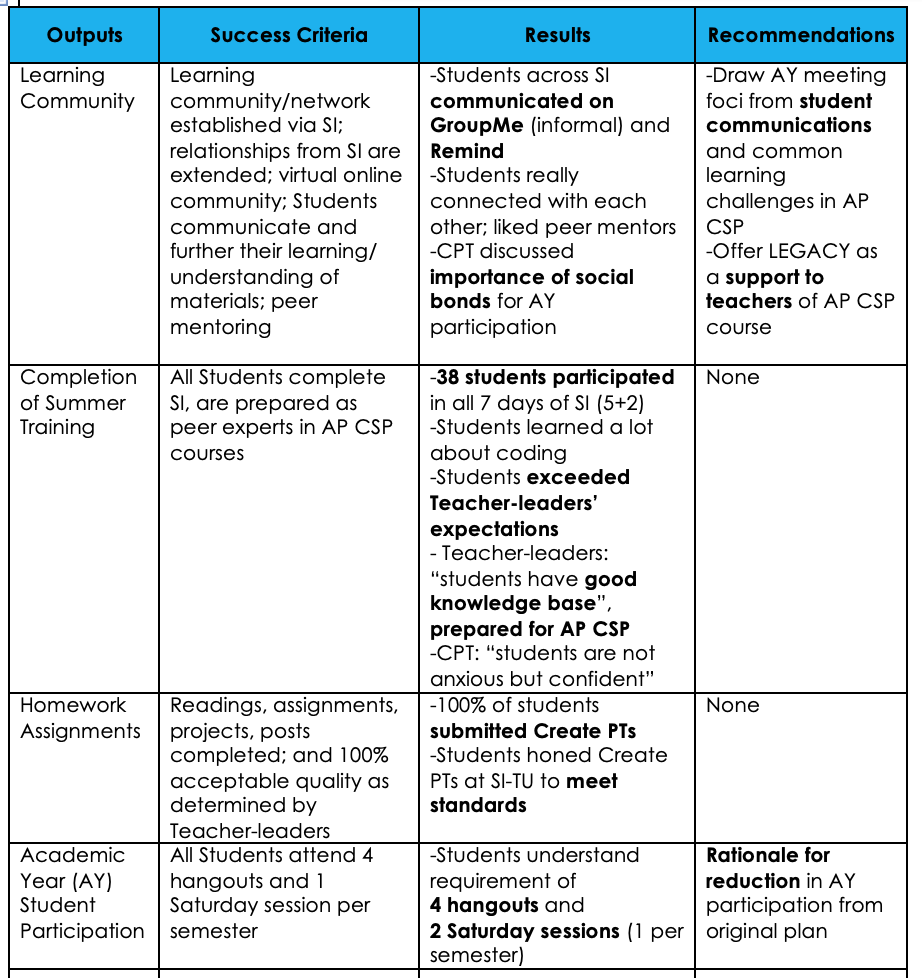 Outputs
Success Criteria
Results
Recommendations
Learning
Community
Learning
community/network
established via SI;
relationships from SI are
extended; virtual online
community; Students
communicate and
further their learning/
understanding of
materials; peer
mentoring
-Students across SI
communicated on
GroupMe (informal) and
Remind
-Students really
connected with each
other; liked peer mentors
-CPT discussed
importance of social
bonds for AY
participation
-Draw AY meeting
foci from student
communications
and common
learning
challenges in AP
CSP
-Offer LEGACY as
a support to
teachers of AP CSP
course
Completion
of Summer
Training
All Students complete
SI, are prepared as
peer experts in AP CSP
courses
-38 students participated
in all 7 days of SI (5+2)
-Students learned a lot
about coding
-Students exceeded
Teacher-leaders’
expectations
- Teacher-leaders:
“students have good
knowledge base”,
prepared for AP CSP
-CPT: “students are not
anxious but confident”
None
Homework
Assignments
Readings, assignments,
projects, posts
completed; and 100%
acceptable quality as
determined by
Teacher-leaders
-100% of students
submitted Create PTs
-Students honed Create
PTs at SI-TU to meet
standards
None
Academic
Year (AY)
Student
Participation
All Students attend 4
hangouts and 1
Saturday session per
semester
-Students understand
requirement of
4 hangouts and
2 Saturday sessions (1 per
semester)
Rationale for
reduction in AY
participation from
original plan